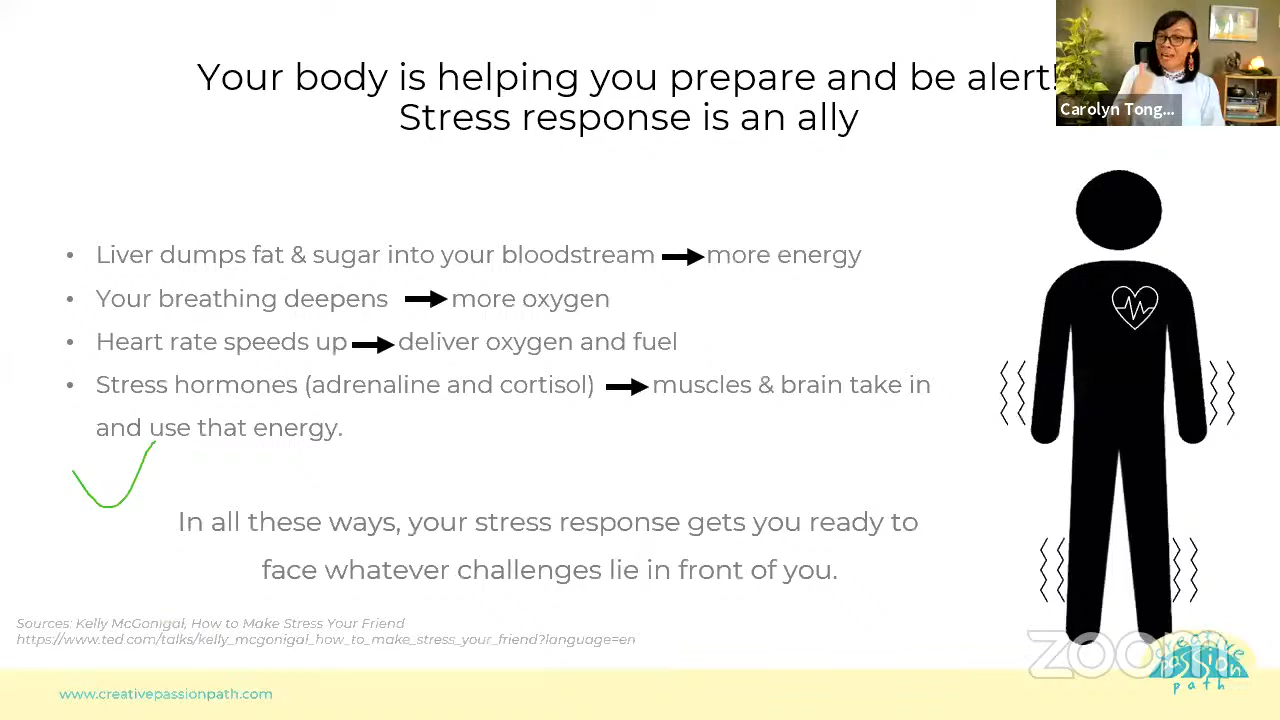 Your body is helping you prepare and be alert!
Stress response is an ally
Carolyn Tong...
• Liver dumps fat & sugar into your bloodstream more energy
• Your breathing deepens more oxygen
• Heart rate speeds up deliver oxygen and fuel
• Stress hormones (adrenaline and cortisol) muscles & brain take in
and use that energy.
In all these ways, your stress response gets you ready to
face whatever challenges lie in front of you.
Sources: Kelly McGonigal, How to Make Stress Your Friend
https://www.ted.com/talks/kelly_mcgonigal_how_to_make_stress_your_friend?language=en
zoom
creative
passion
path
www.creativepassionpath.com